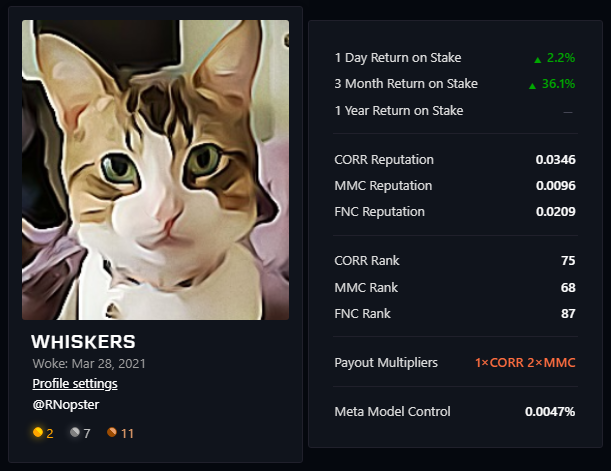 WHISKERS
Woke: Mar 28, 2021
Profile settings
@RNopster
2 7 11
1 Day Return on Stake ▲ 2.2%
3 Month Return on Stake ▲ 36.1%
1 Year Return on Stake —
CORR Reputation 0.0346
MMC Reputation 0.0096
FNC Reputation 0.0209
CORR Rank 75
MMC Rank 68
FNC Rank 87
Payout Multipliers 1×CORR 2×MMC
Meta Model Control 0.0047%